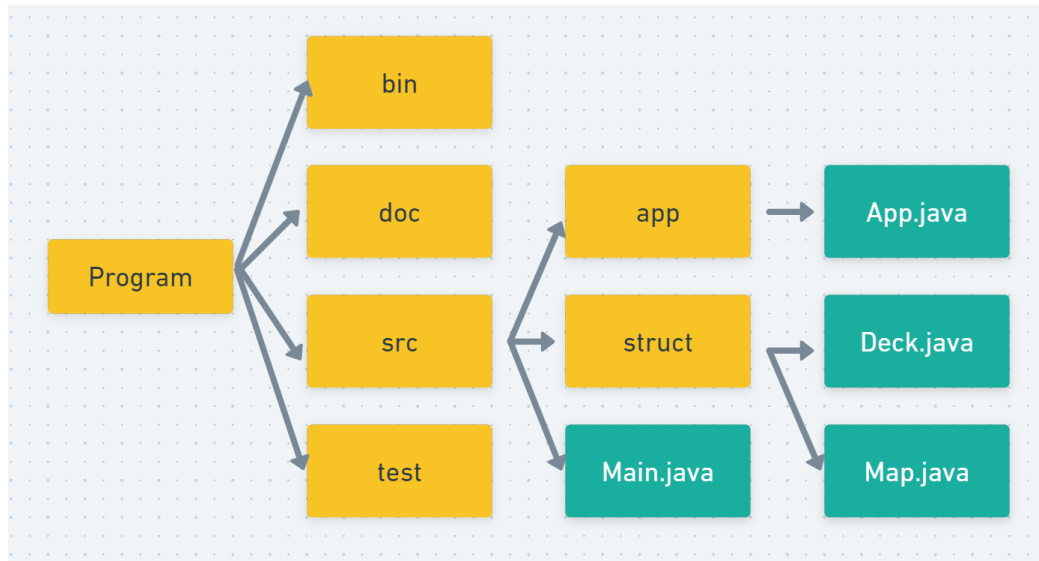 Program
bin
doc
src
test
app
struct
Main.java
App.java
Deck.java
Map.java